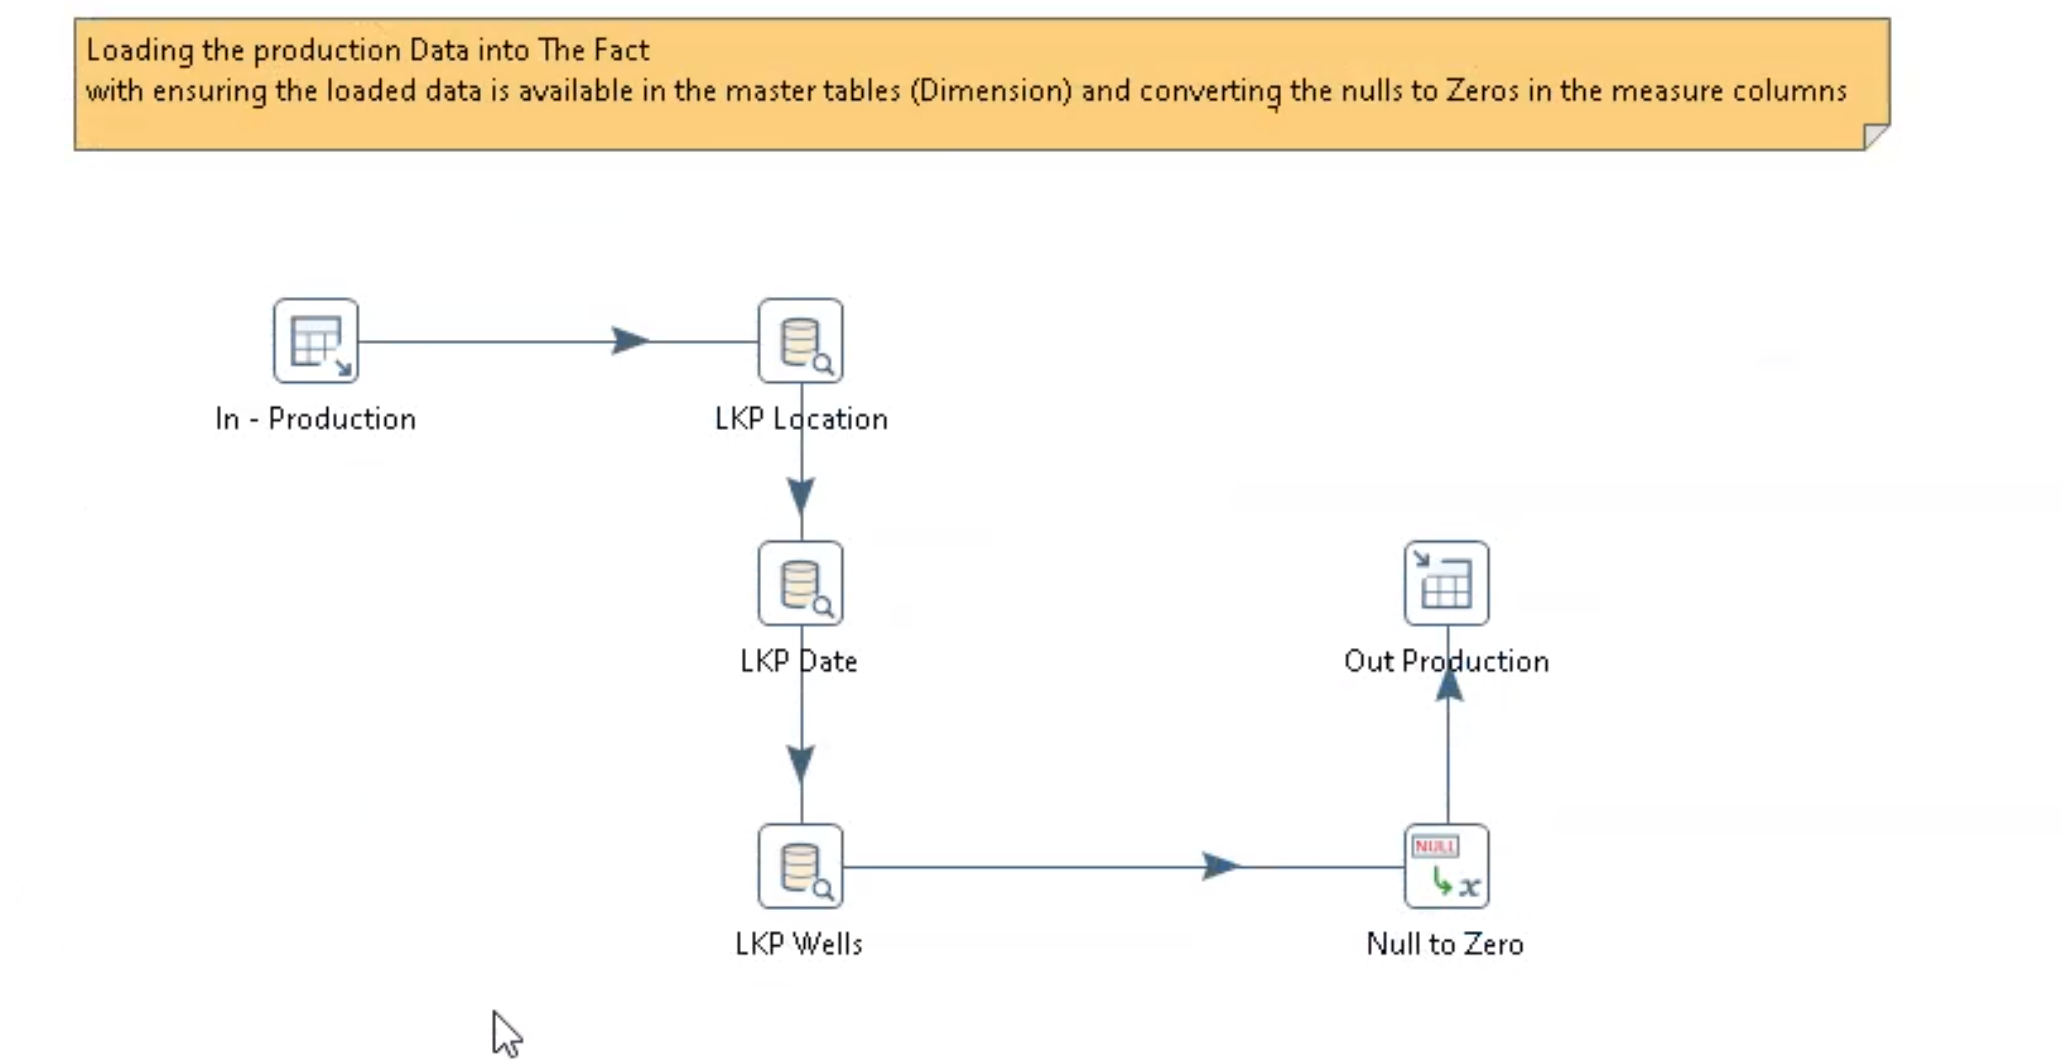 Loading the production Data into The Fact
with ensuring the loaded data is available in the master tables (Dimension) and converting the nulls to Zeros in the measure columns
In - Production
LKP Location
LKP Date
Out Production
LKP Wells
NULL
x
Null to Zero